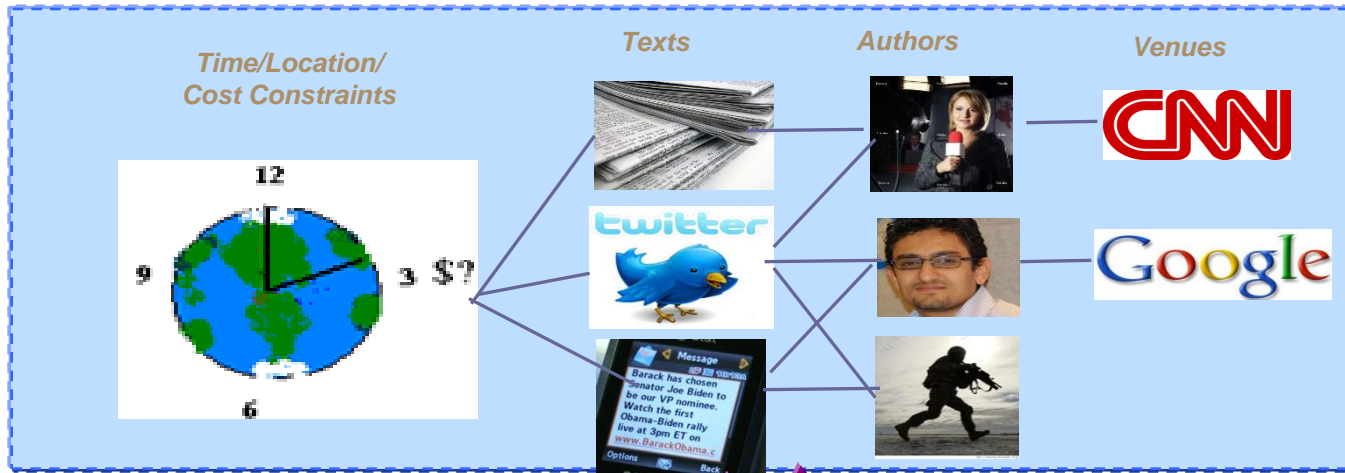 Time/Location/
Cost Constraints
Texts
Authors
Venues
12
9
3
$?
6
twitter
CNN
Google
Message
Barack has chosen
Senator Joe Biden to
be our VP nominee.
Watch the first
Obama-Biden rally
live at 3pm ET on
www.BarackObama.c
Options
Back